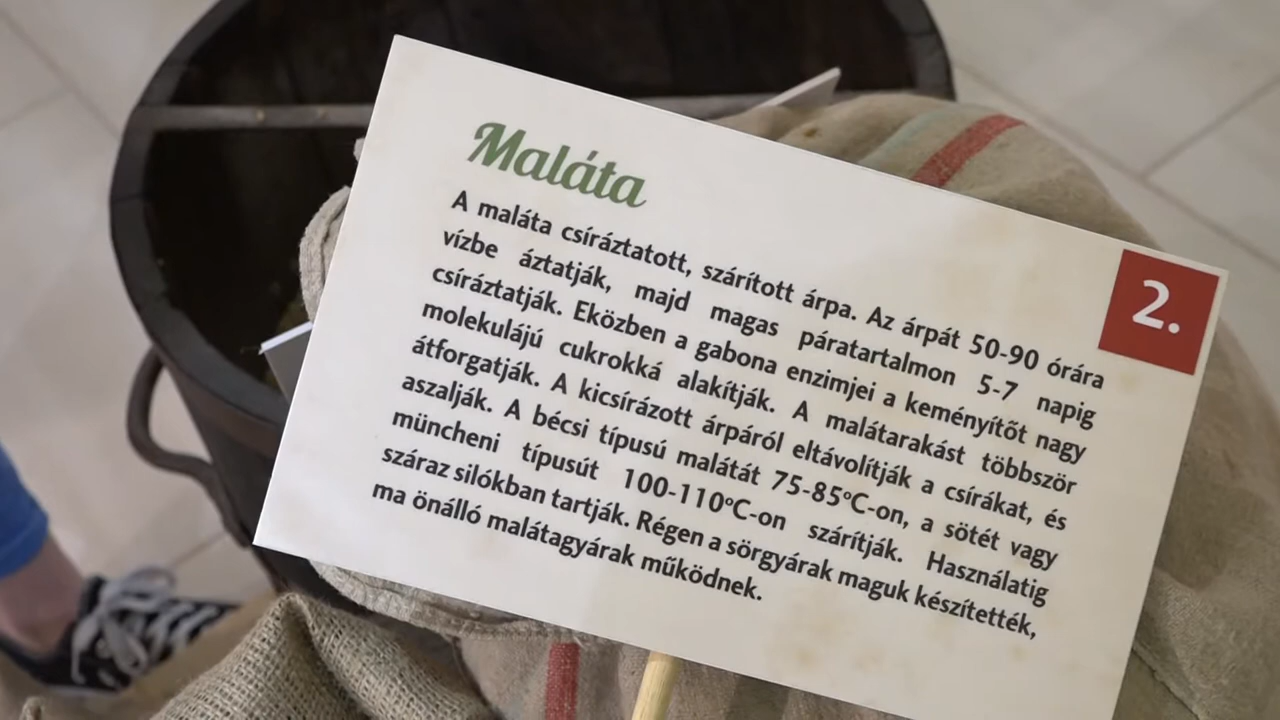 Maláta
2.
A maláta csíráztatott, szárított árpa. Az árpát 50-90 órára
vízbe áztatják, majd magas páratartalmon 5-7 napig
csíráztatják. Eközben a gabona enzimjei a keményítőt nagy
molekulájú cukrokká alakítják. A malátarakást többször
átforgatják. A kicsírázott árpáról eltávolítják a csírákat, és
aszalják. A bécsi típusú malátát 75-85ºC-on, a sötét vagy
müncheni típusút 100-110ºC-on szárítják. Használatig
száraz silókban tartják. Régen a sörgyárak maguk készítették,
ma önálló malátagyárak működnek.